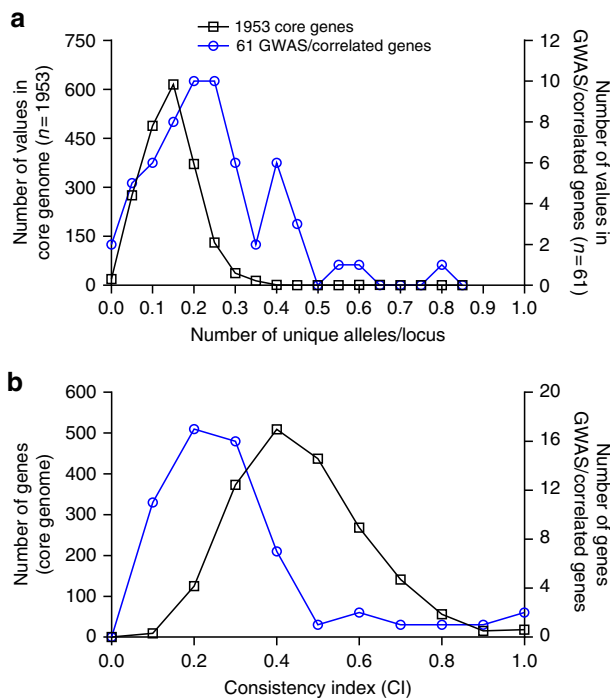 a
1953 core genes
61 GWAS/correlated genes
750
600
450
300
150
0
Number of values in
core genome (n=1953)
12
10
8
6
4
2
0
Number of values in
GWAS/correlated genes (n=61)
0.0 0.1 0.2 0.3 0.4 0.5 0.6 0.7 0.8 0.9 1.0
Number of unique alleles/locus
b
600
500
400
300
200
100
0
Number of genes
(core genome)
20
16
12
8
4
0
Number of genes
GWAS/correlated genes
0.0 0.2 0.4 0.6 0.8 1.0
Consistency index (CI)